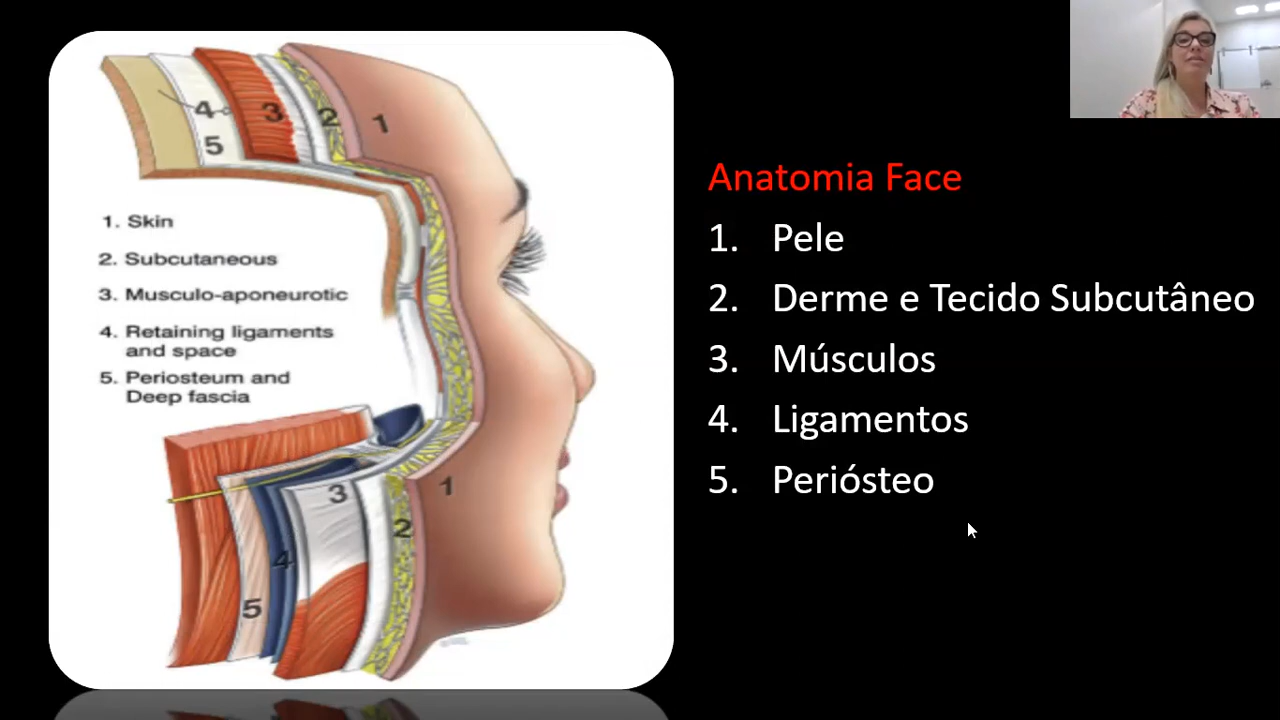 4
3
2
1
5
1. Skin
2. Subcutaneous
3. Musculo-aponeurotic
4. Retaining ligaments
and space
5. Periosteum and
Deep fascia
3
1
2
4
5
Anatomia Face
1. Pele
2. Derme e Tecido Subcutâneo
3. Músculos
4. Ligamentos
5. Periósteo